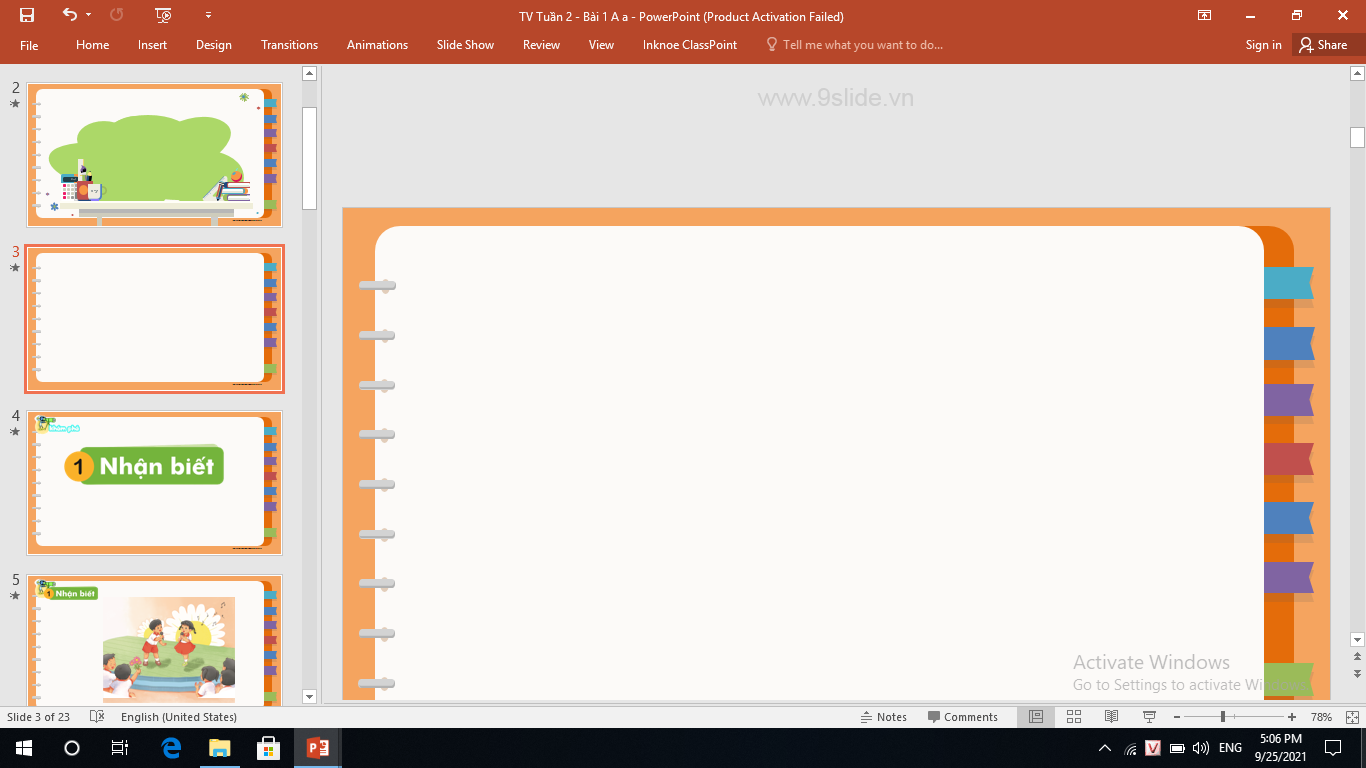 TV Tuần 2 - Bài 1 A a - PowerPoint (Product Activation Failed)
File Home Insert Design Transitions Animations Slide Show Review View Inknoe ClassPoint Tell me what you want to do... Sign in Share
2
3
4
1 Nhận biết
5
1 Nhận biết
www.9slide.vn
Activate Windows
Go to Settings to activate Windows.
Slide 3 of 23 English (United States) Notes Comments 78%
ENG
5:06 PM
9/25/2021